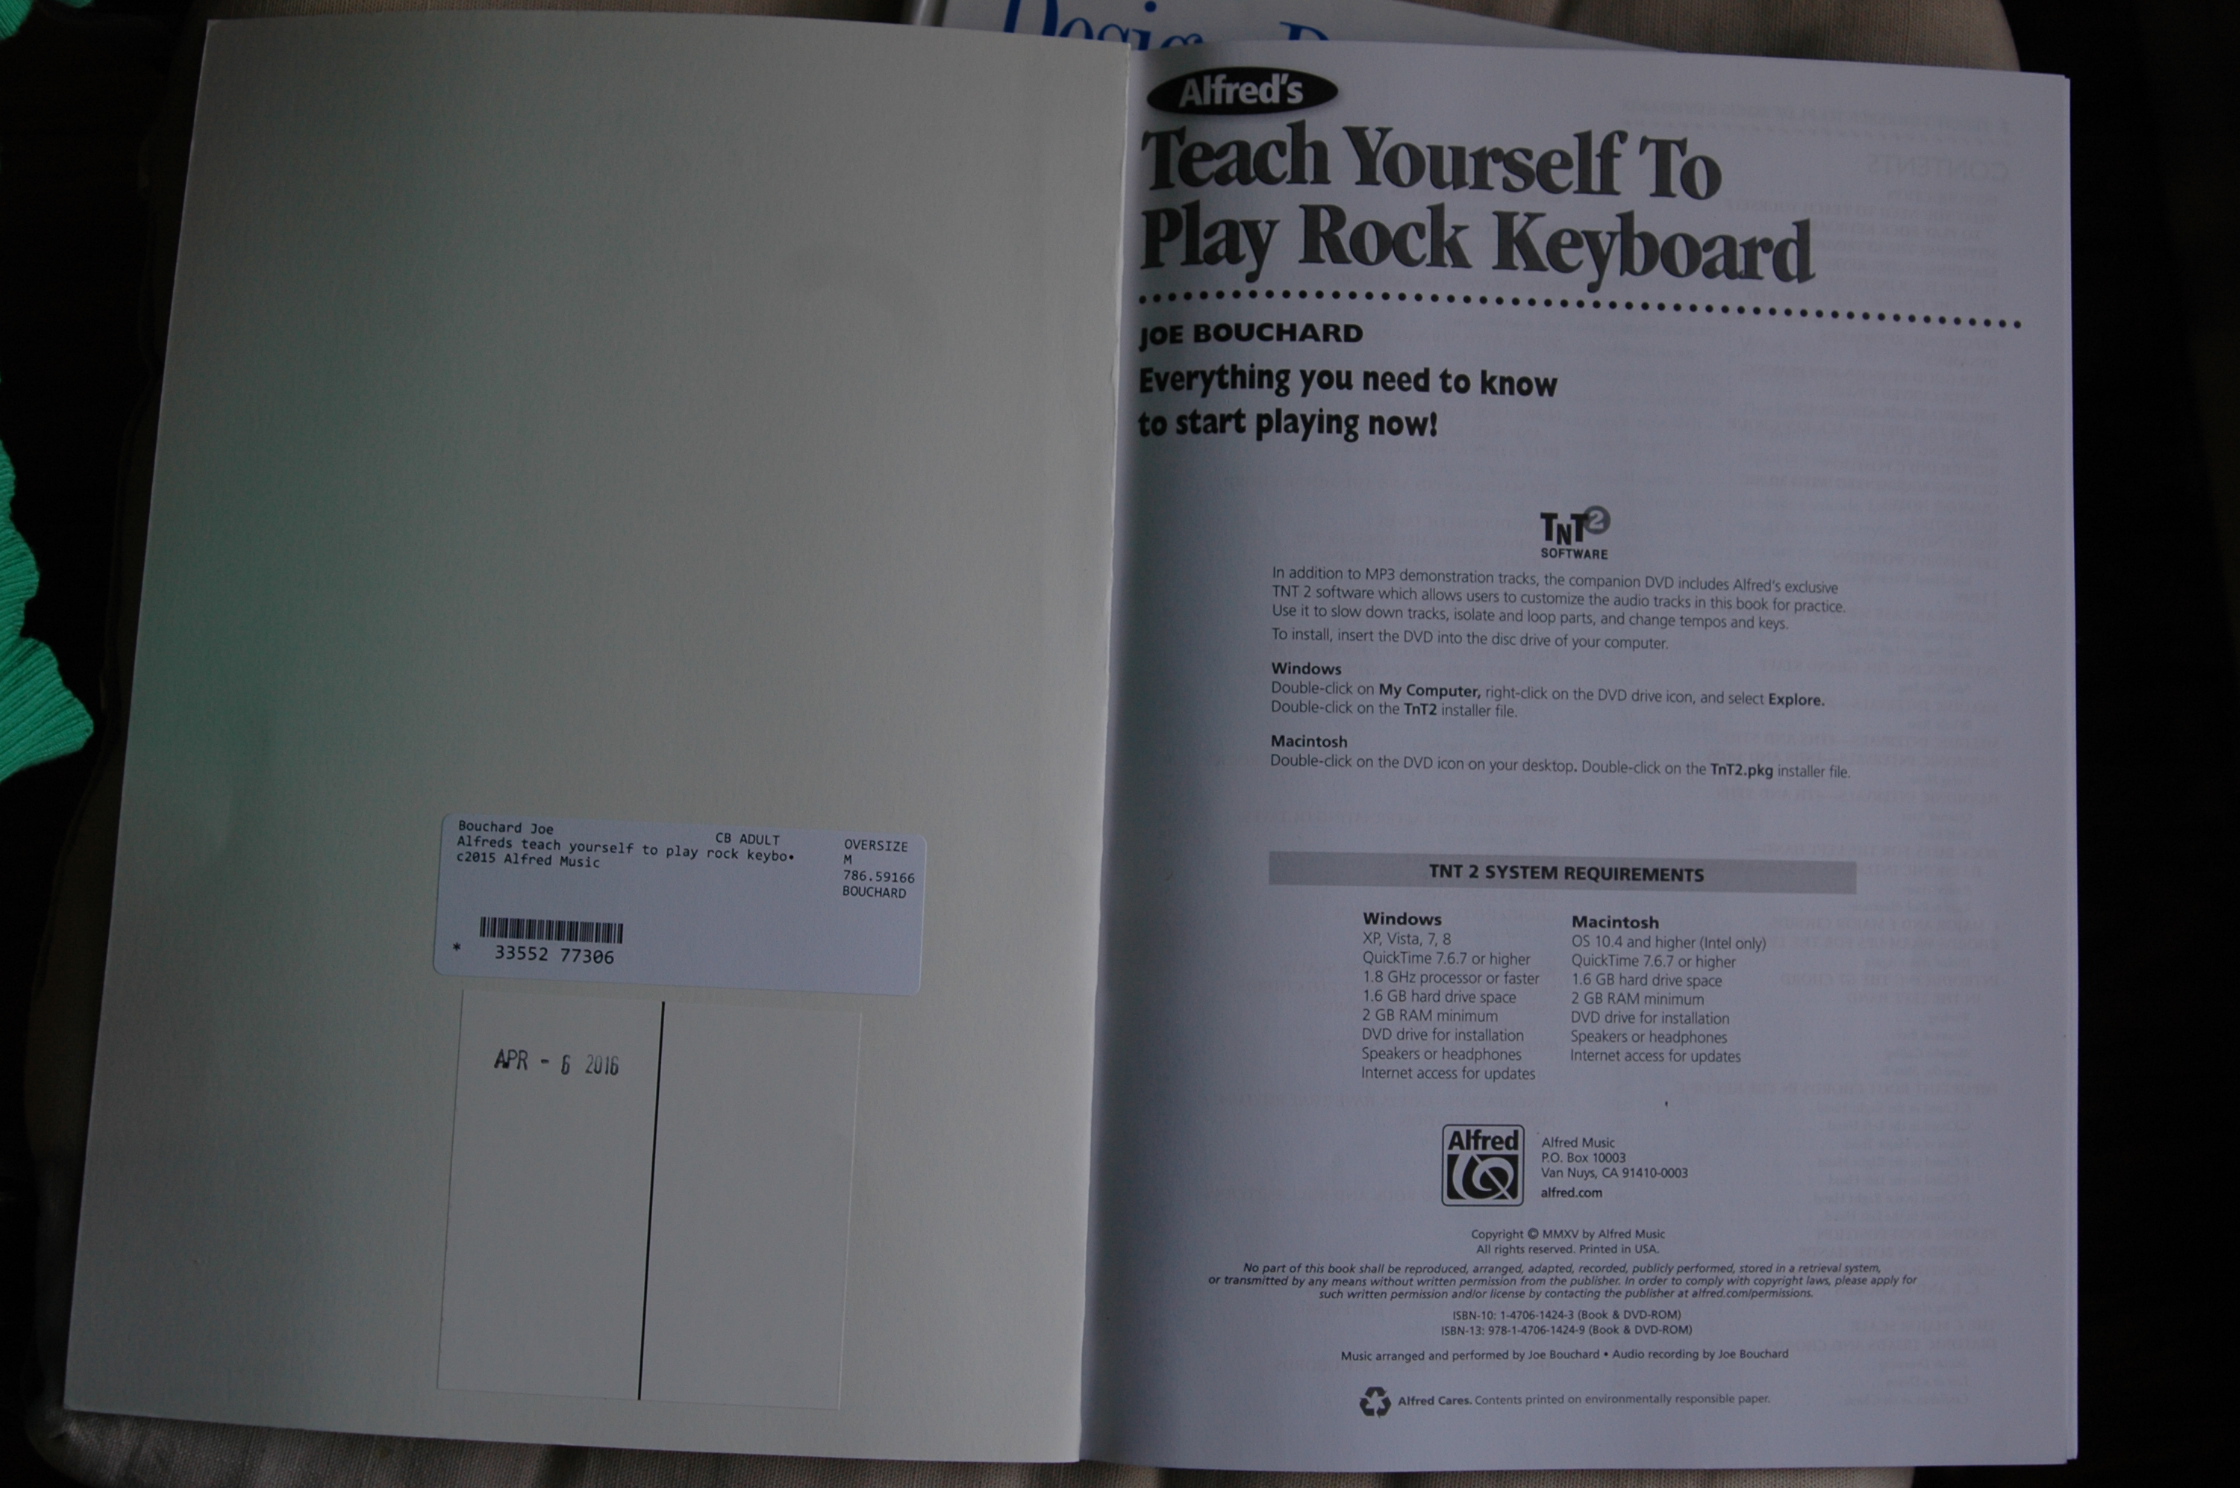 Bouchard Joe
CB ADULT
Alfreds teach yourself to play rock keybo•
c2015 Alfred Music
OVERSIZE
M
786.59166
BOUCHARD
* 33552 77306
APR - 6 2016
Alfred's
Teach Yourself To
Play Rock Keyboard
JOE BOUCHARD
Everything you need to know
to start playing now!
TNT2
SOFTWARE
In addition to MP3 demonstration tracks, the companion DVD includes Alfred's exclusive
TNT 2 software which allows users to customize the audio tracks in this book for practice.
Use it to slow down tracks, isolate and loop parts, and change tempos and keys.
To install, insert the DVD into the disc drive of your computer.
Windows
Double-click on My Computer, right-click on the DVD drive icon, and select Explore.
Double-click on the TnT2 installer file.
Macintosh
Double-click on the DVD icon on your desktop. Double-click on the TnT2.pkg installer file.
TNT 2 SYSTEM REQUIREMENTS
Windows
XP, Vista, 7, 8
QuickTime 7.6.7 or higher
1.8 GHz processor or faster
1.6 GB hard drive space
2 GB RAM minimum
DVD drive for installation
Speakers or headphones
Internet access for updates
Macintosh
OS 10.4 and higher (Intel only)
QuickTime 7.6.7 or higher
1.6 GB hard drive space
2 GB RAM minimum
DVD drive for installation
Speakers or headphones
Internet access for updates
Alfred
Alfred Music
P.O. Box 10003
Van Nuys, CA 91410-0003
alfred.com
Copyright © MMXV by Alfred Music
All rights reserved. Printed in USA.
No part of this book shall be reproduced, arranged, adapted, recorded, publicly performed, stored in a retrieval system,
or transmitted by any means without written permission from the publisher. In order to comply with copyright laws, please apply for
such written permission and/or license by contacting the publisher at alfred.com/permissions.
ISBN-10: 1-4706-1424-3 (Book & DVD-ROM)
ISBN-13: 978-1-4706-1424-9 (Book & DVD-ROM)
Music arranged and performed by Joe Bouchard • Audio recording by Joe Bouchard
Alfred Cares. Contents printed on environmentally responsible paper.